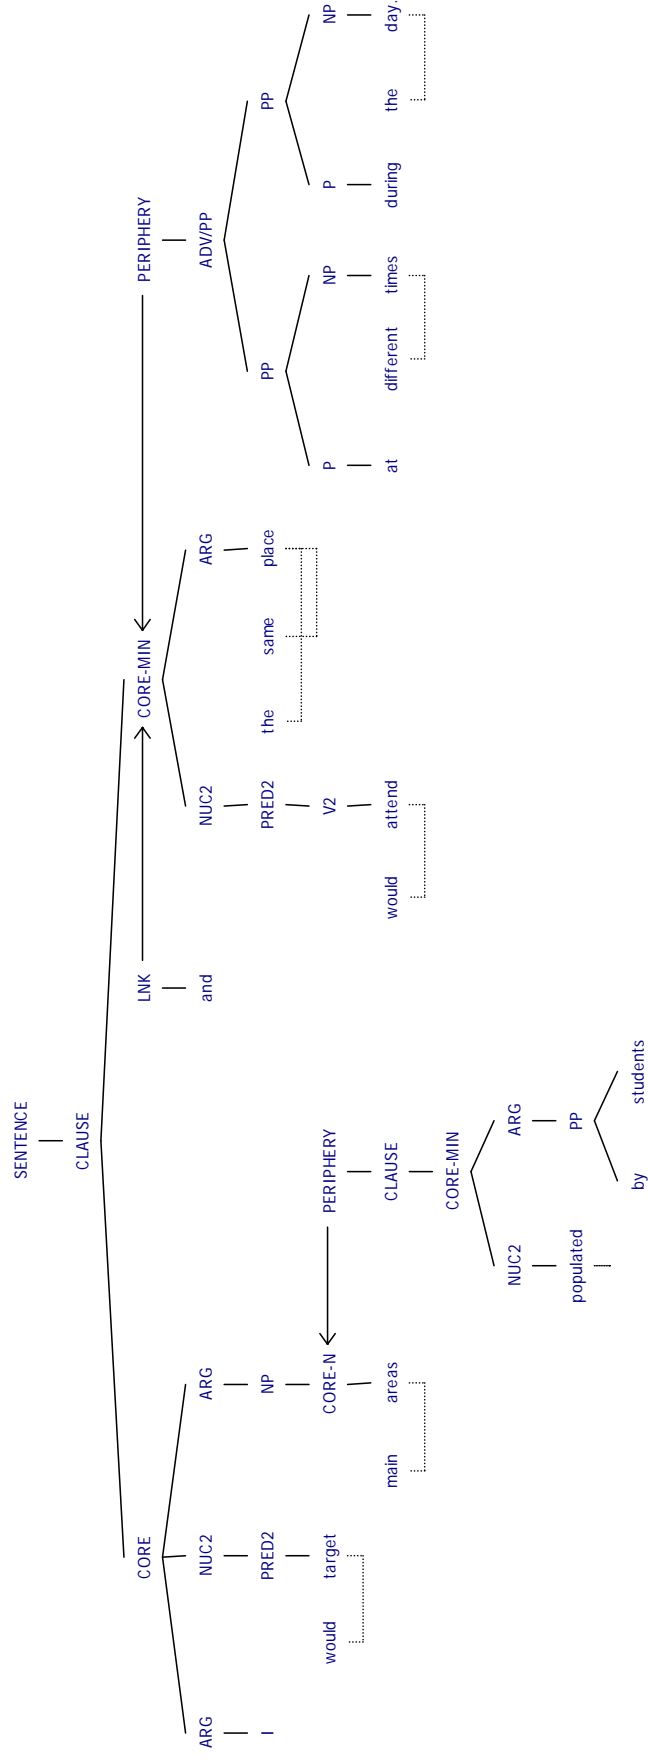 SENTENCE
CLAUSE
CORE LNK CORE-MIN PERIPHERY
ARG NUC2 ARG and NUC2 ARG ADV/PP
I PRED2 NP PRED2 the same place PP PP
would target CORE-N PERIPHERY V2 P NP P NP
main areas CLAUSE would attend at different times during the day.
CORE-MIN
NUC2 ARG
populated PP
by students